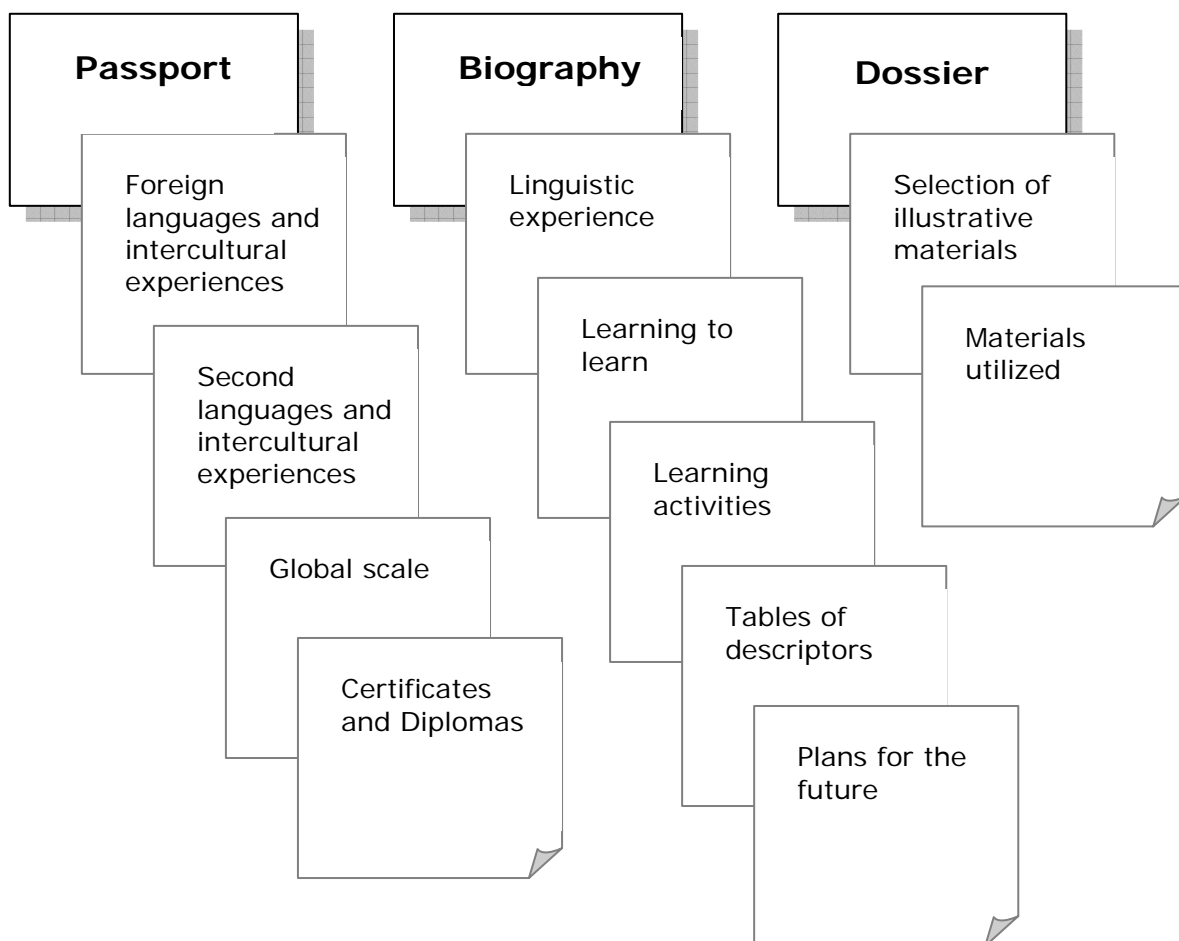 Passport
Foreign
languages and
intercultural
experiences
Second
languages and
intercultural
experiences
Global scale
Certificates
and Diplomas
Biography
Linguistic
experience
Learning to
learn
Learning
activities
Tables of
descriptors
Plans for the
future
Dossier
Selection of
illustrative
materials
Materials
utilized